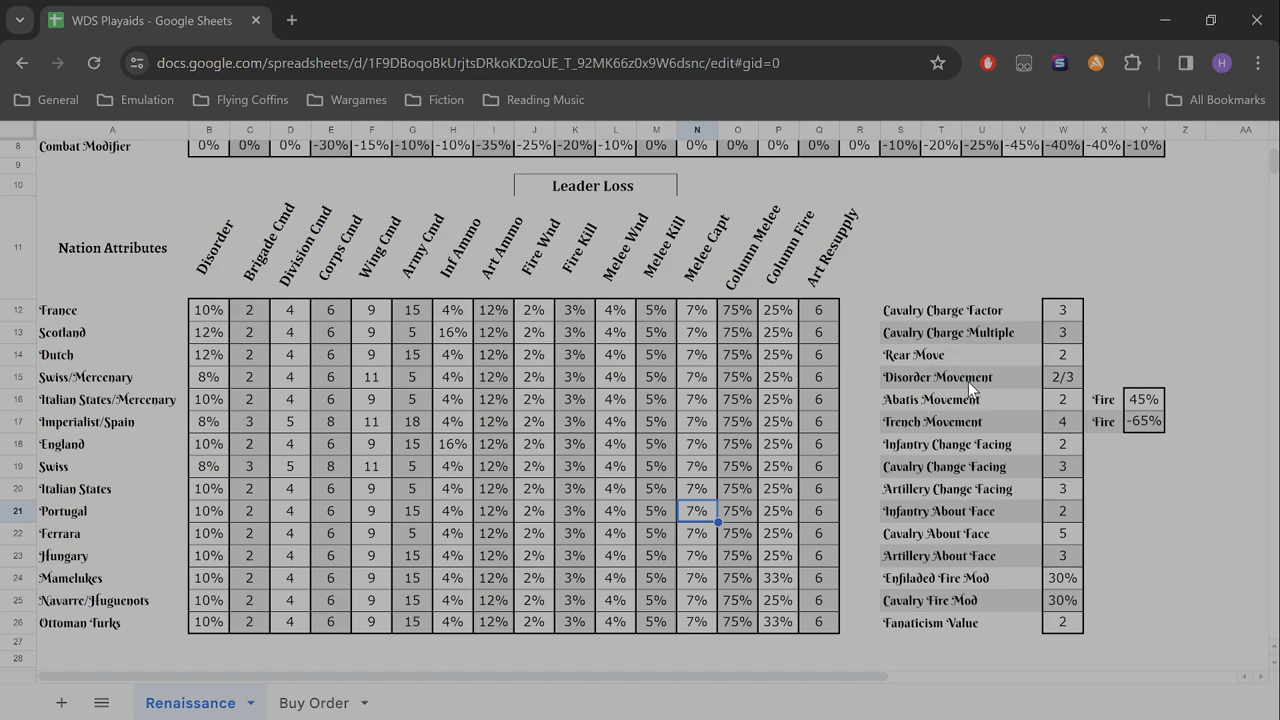 WDS Playaids - Google Sheets
docs.google.com/spreadsheets/d/1F9DBoqoBkUrjtsDRkoKDzoUE_T_92MK66z0x9W6dsnc/edit#gid=0
H
General Emulation Flying Coffins Wargames Fiction Reading Music All Bookmarks
A B C D E F G H I J K L M N O P Q R S T U V W X Y Z AA
8 Combat Modifier 0% 0% 0% -30% -15% -10% -10% -35% -25% -20% -10% 0% 0% 0% 0% 0% 0% -10% -20% -25% -45% -40% -40% -10%
9
10 Leader Loss
11 Nation Attributes Disorder Brigade Cmd Division Cmd Corps Cmd Wing Cmd Army Cmd Inf Ammo Art Ammo Fire Wnd Fire Kill Melee Wnd Melee Kill Melee Capt Column Melee Column Fire Art Resupply
12 France 10% 2 4 6 9 15 4% 12% 2% 3% 4% 5% 7% 75% 25% 6 Cavalry Charge Factor 3
13 Scotland 12% 2 4 6 9 5 16% 12% 2% 3% 4% 5% 7% 75% 25% 6 Cavalry Charge Multiple 3
14 Dutch 12% 2 4 6 9 15 4% 12% 2% 3% 4% 5% 7% 75% 25% 6 Rear Move 2
15 Swiss/Mercenary 8% 2 4 6 11 5 4% 12% 2% 3% 4% 5% 7% 75% 25% 6 Disorder Movement 2/3
16 Italian States/Mercenary 10% 2 4 6 9 15 4% 12% 2% 3% 4% 5% 7% 75% 25% 6 Abatis Movement 2 Fire 45%
17 Imperialist/Spain 8% 3 5 8 11 18 4% 12% 2% 3% 4% 5% 7% 75% 25% 6 Trench Movement 4 Fire -65%
18 England 10% 2 4 6 9 15 16% 12% 2% 3% 4% 5% 7% 75% 25% 6 Infantry Change Facing 2
19 Swiss 8% 3 5 8 11 5 4% 12% 2% 3% 4% 5% 7% 75% 25% 6 Cavalry Change Facing 3
20 Italian States 10% 2 4 6 9 5 4% 12% 2% 3% 4% 5% 7% 75% 25% 6 Artillery Change Facing 3
21 Portugal 10% 2 4 6 9 15 4% 12% 2% 3% 4% 5% 7% 75% 25% 6 Infantry About Face 2
22 Ferrara 10% 2 4 6 9 5 4% 12% 2% 3% 4% 5% 7% 75% 25% 6 Cavalry About Face 5
23 Hungary 10% 2 4 6 9 15 4% 12% 2% 3% 4% 5% 7% 75% 25% 6 Artillery About Face 3
24 Mamelukes 10% 2 4 6 9 15 4% 12% 2% 3% 4% 5% 7% 75% 33% 6 Enfiladed Fire Mod 30%
25 Navarre/Huguenots 10% 2 4 6 9 15 4% 12% 2% 3% 4% 5% 7% 75% 25% 6 Cavalry Fire Mod 30%
26 Ottoman Turks 10% 2 4 6 9 15 4% 12% 2% 3% 4% 5% 7% 75% 33% 6 Fanaticism Value 2
27
28
Renaissance Buy Order